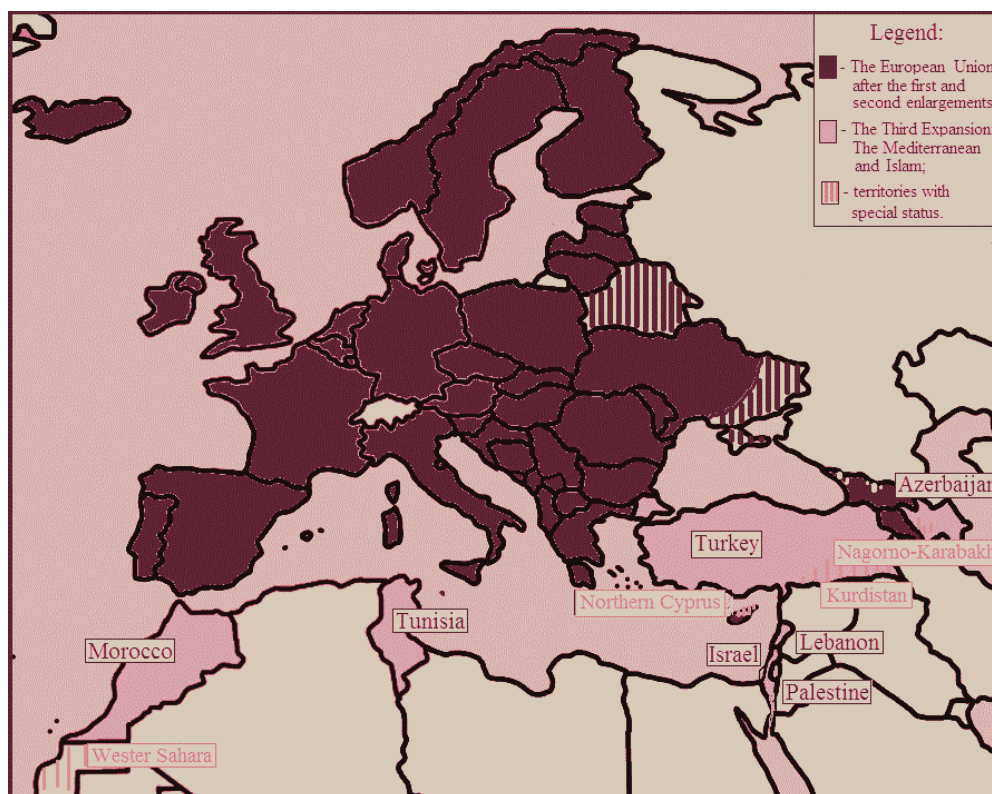 Legend:
- The European Union
after the first and
second enlargements
- The Third Expansion:
The Mediterranean
and Islam;
- territories with
special status.
Azerbaijan
Turkey
Nagorno-Karabakh
Kurdistan
Northern Cyprus
Tunisia
Morocco
Israel
Lebanon
Palestine
Wester Sahara